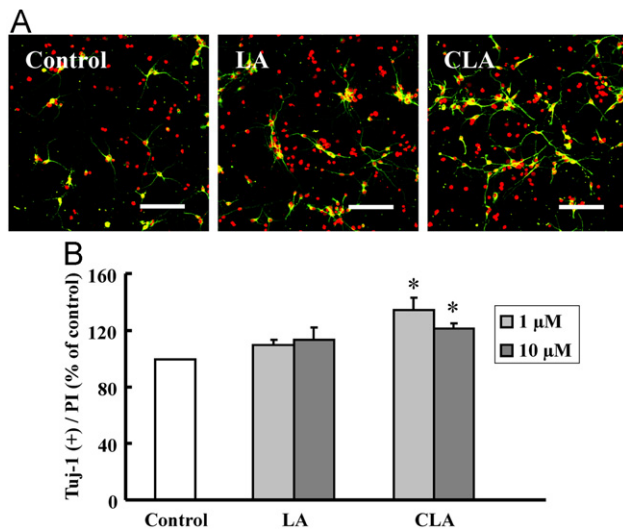 A
Control
LA
CLA
B
Tuj-1 (+) / PI (% of control)
160
120
80
40
0
*
*
1 μM
10 μM
Control
LA
CLA